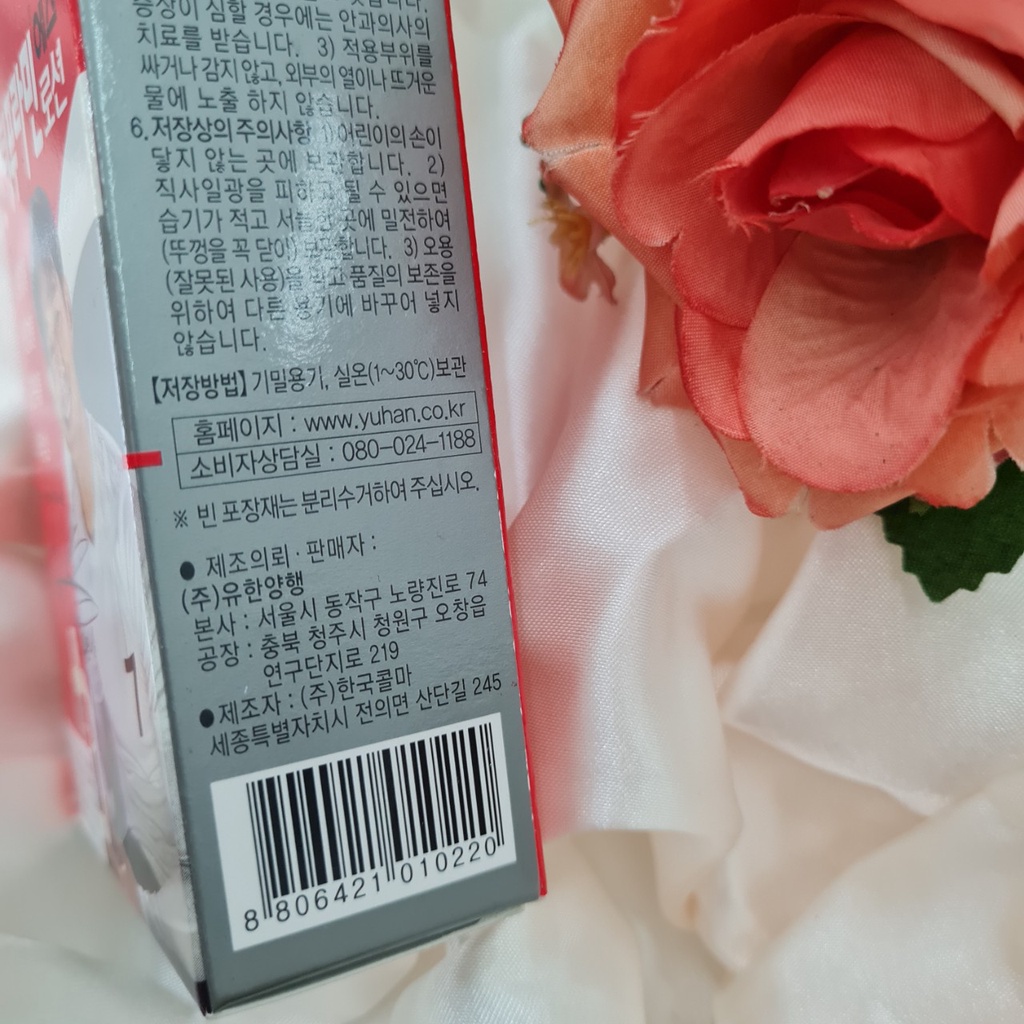 증상이 심할 경우에는 안과의사의
치료를 받습니다. 3) 적용부위를
싸거나 감지 않고, 외부의 열이나 뜨거운
물에 노출 하지 않습니다.
6.저장상의 주의사항 1) 어린이의 손이
닿지 않는 곳에 보관합니다. 2)
직사일광을 피하고 될 수 있으면
습기가 적고 서늘한 곳에 밀전하여
(뚜껑을 꼭 닫아) 보관합니다. 3) 오용
(잘못된 사용)을 막고 품질의 보존을
위하여 다른 용기에 바꾸어 넣지
않습니다.
【저장방법】 기밀용기, 실온(1~30℃)보관
홈페이지 : www.yuhan.co.kr
소비자상담실 : 080-024-1188
※ 빈 포장재는 분리수거하여 주십시오.
● 제조의뢰·판매자 :
(주)유한양행
본사 : 서울시 동작구 노량진로 74
공장 : 충북 청주시 청원구 오창읍
연구단지로 219
●제조자 : (주)한국콜마
세종특별자치시 전의면 산단길 245
8 806421 010220
로션